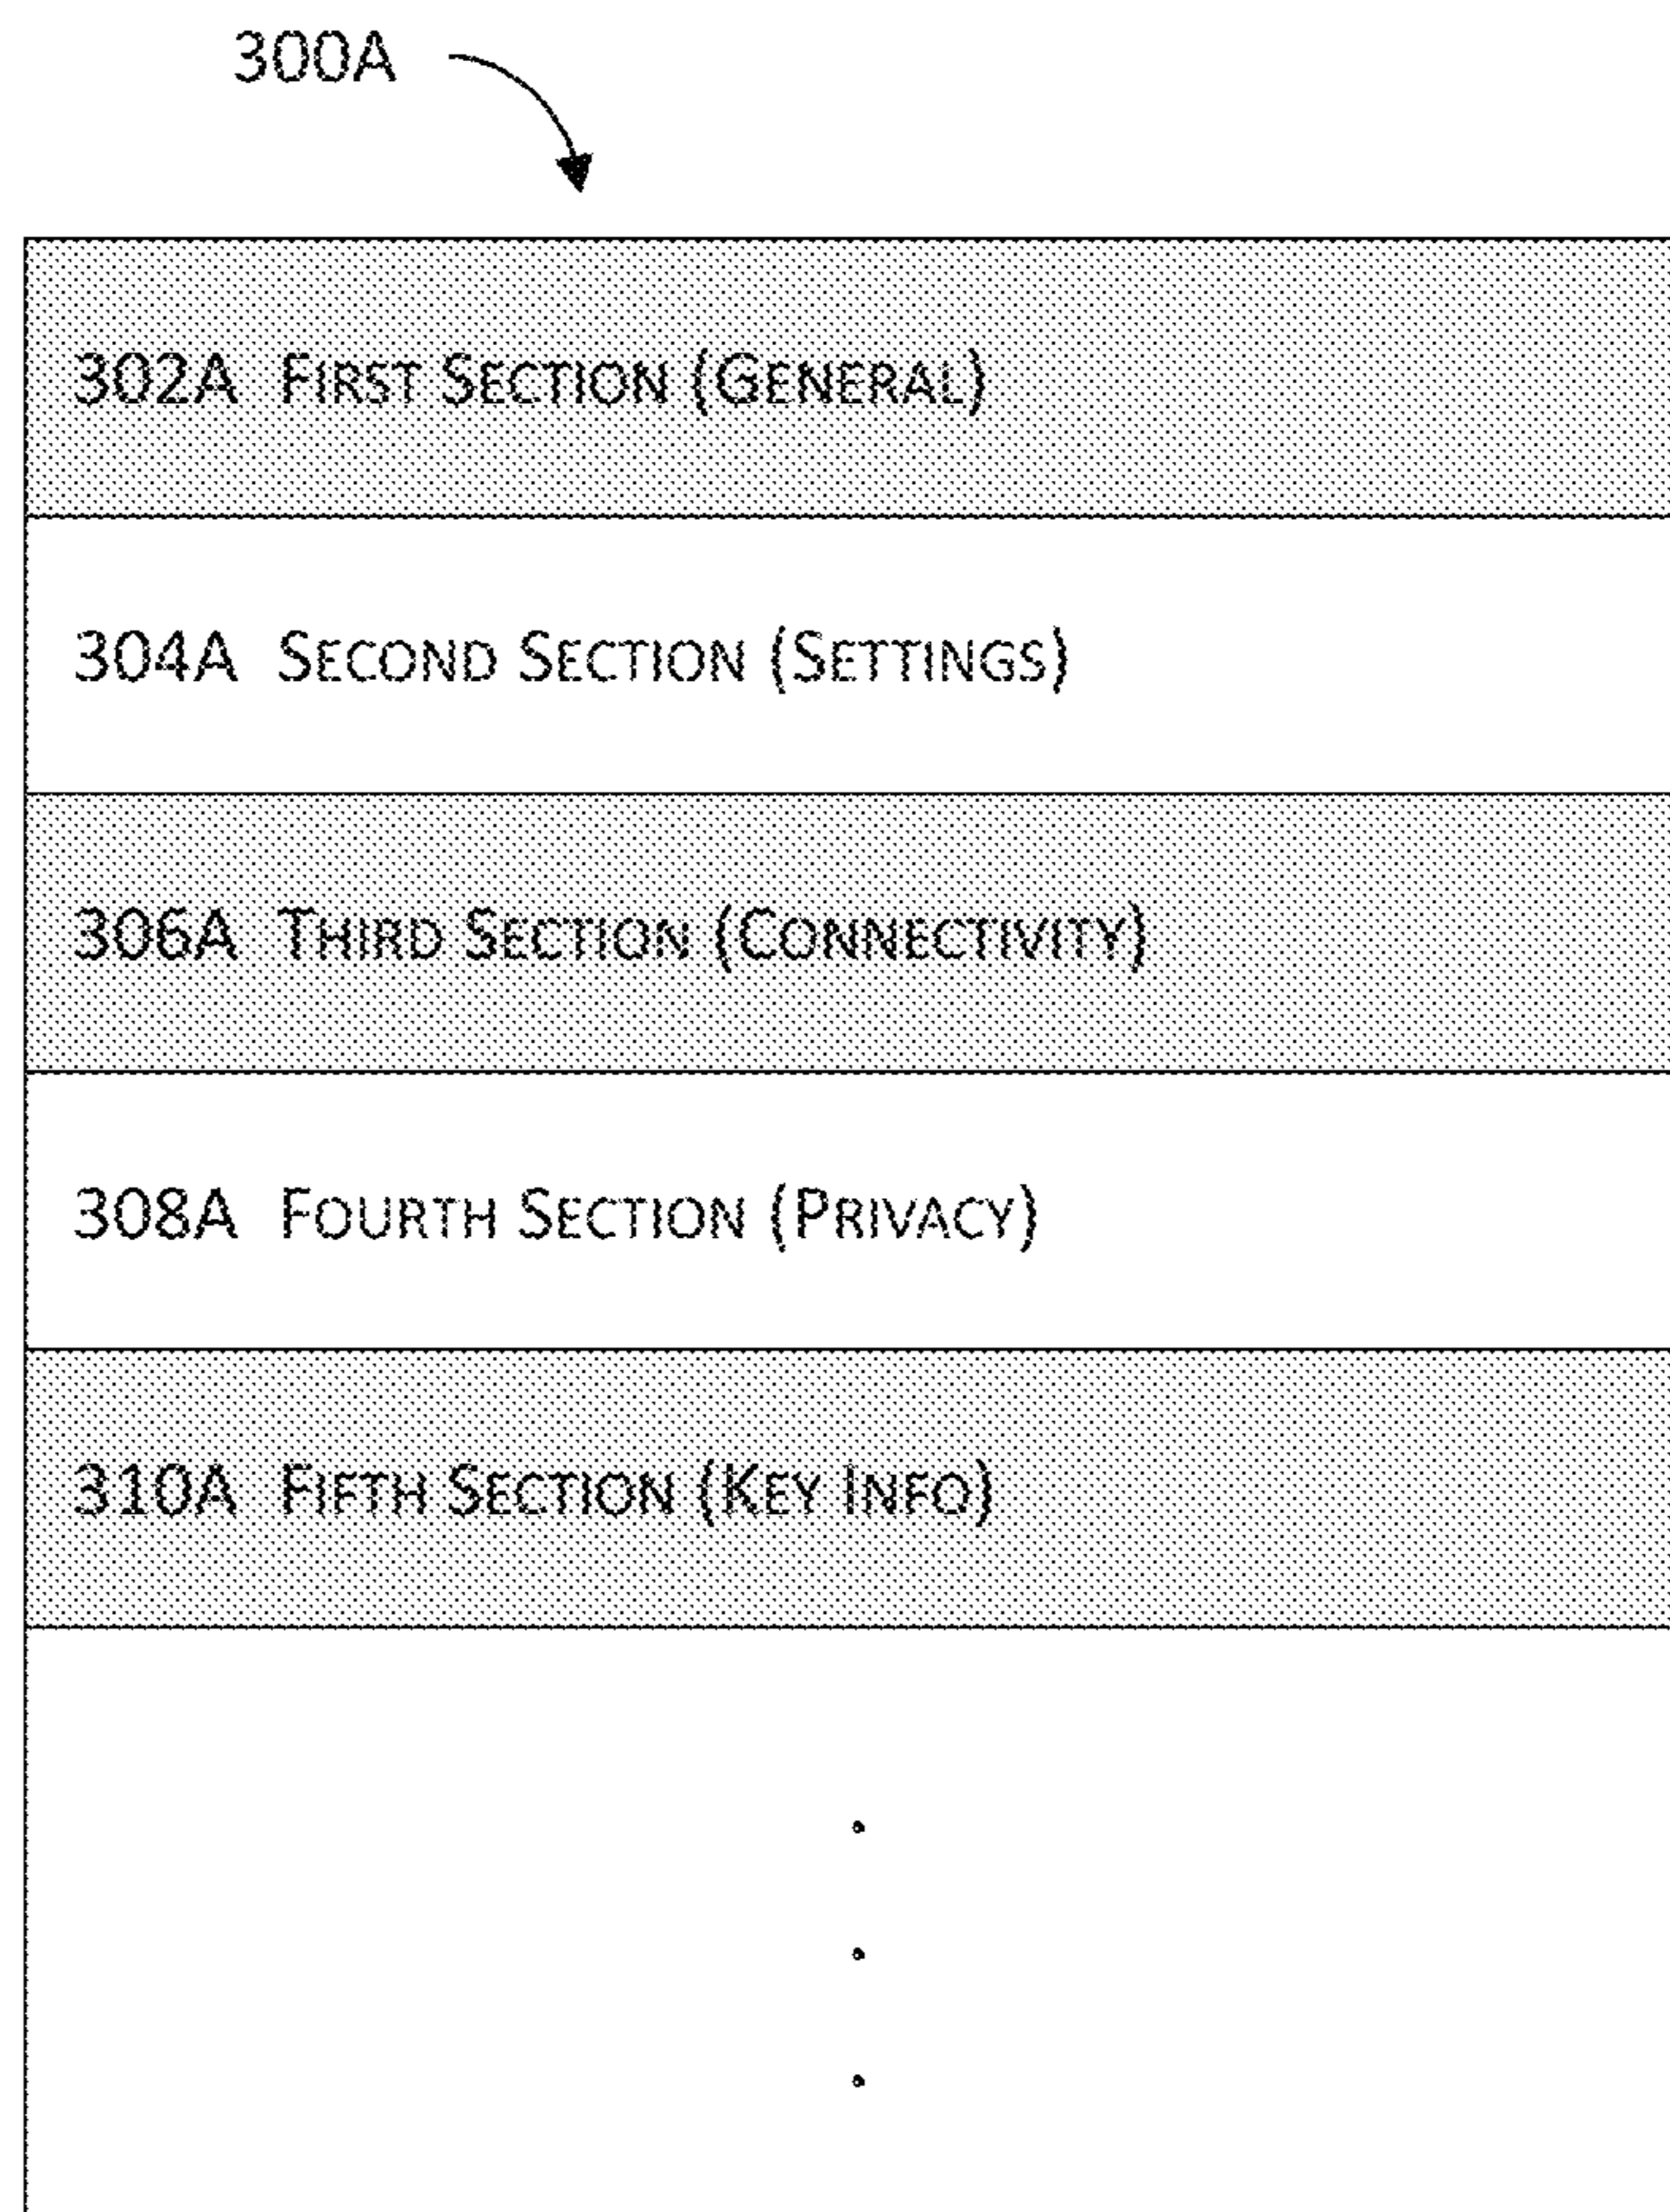 300A
302A First Section (General)
304A Second Section (Settings)
306A Third Section (Connectivity)
308A Fourth Section (Privacy)
310A Fifth Section (Key Info)